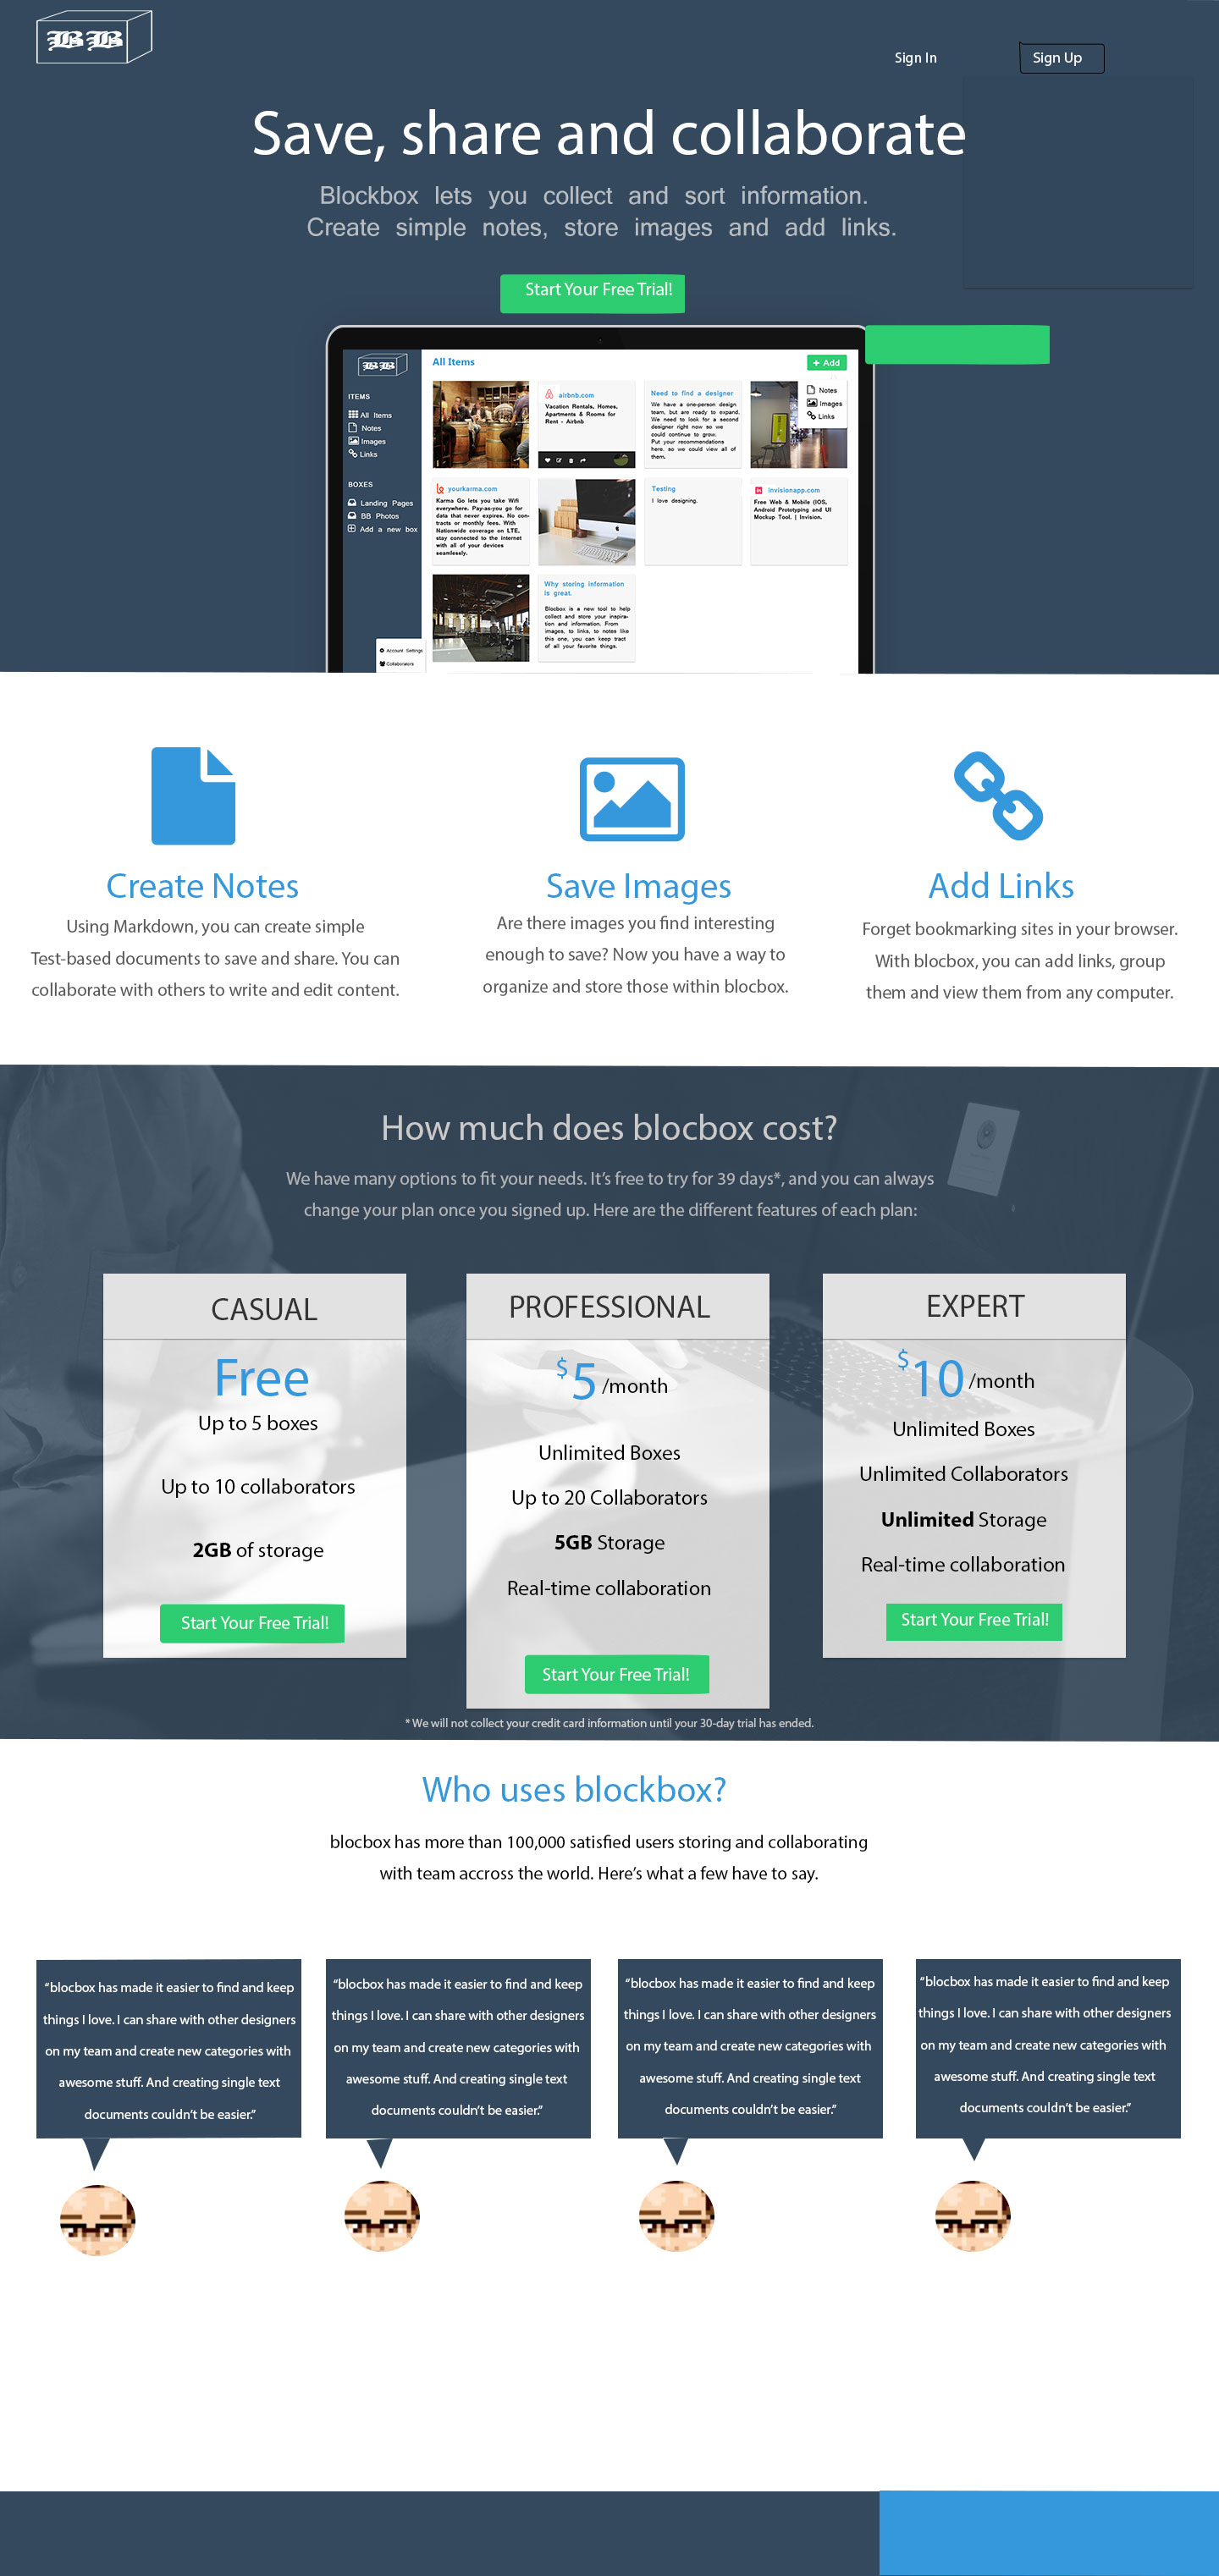 BB
Sign In
Sign Up
Save, share and collaborate
Blockbox lets you collect and sort information.
Create simple notes, store images and add links.
Start Your Free Trial!
BB
ITEMS
All Items
Notes
Images
Links
BOXES
Landing Pages
BB Photos
Add a new box
Account Settings
Collaborators
All Items
+ Add
Notes
Images
Links
airbnb.com
Vacation Rentals, Homes,
Apartments & Rooms for
Rent - Airbnb
Need to find a designer
We have a one-person design
team, but are ready to expand.
We need to look for a second
designer right now so we
could continue to grow.
Put your recommendations
here, so we could view all of
them.
yourkarma.com
Karma Go lets you take Wifi
everywhere. Pay-as-you go for
data that never expires. No con-
tracts or monthly fees. With
Nationwide coverage on LTE,
stay connected to the internet
with all of your devices
seamlessly.
Testing
I love designing.
invisionapp.com
Free Web & Mobile (IOS,
Android Prototyping and UI
Mockup Tool. | Invision.
Why storing information
is great.
Blocbox is a new tool to help
collect and store your inspira-
tion and information. From
images, to links, to notes like
this one, you can keep tract
of all your favorite things.
Create Notes
Using Markdown, you can create simple
Test-based documents to save and share. You can
collaborate with others to write and edit content.
Save Images
Are there images you find interesting
enough to save? Now you have a way to
organize and store those within blocbox.
Add Links
Forget bookmarking sites in your browser.
With blocbox, you can add links, group
them and view them from any computer.
How much does blocbox cost?
We have many options to fit your needs. It's free to try for 39 days*, and you can always
change your plan once you signed up. Here are the different features of each plan:
CASUAL
Free
Up to 5 boxes
Up to 10 collaborators
2GB of storage
Start Your Free Trial!
PROFESSIONAL
$5 /month
Unlimited Boxes
Up to 20 Collaborators
5GB Storage
Real-time collaboration
Start Your Free Trial!
EXPERT
$10 /month
Unlimited Boxes
Unlimited Collaborators
Unlimited Storage
Real-time collaboration
Start Your Free Trial!
* We will not collect your credit card information until your 30-day trial has ended.
Who uses blockbox?
blocbox has more than 100,000 satisfied users storing and collaborating
with team accross the world. Here's what a few have to say.
“blocbox has made it easier to find and keep
things I love. I can share with other designers
on my team and create new categories with
awesome stuff. And creating single text
documents couldn't be easier.”
“blocbox has made it easier to find and keep
things I love. I can share with other designers
on my team and create new categories with
awesome stuff. And creating single text
documents couldn't be easier.”
“blocbox has made it easier to find and keep
things I love. I can share with other designers
on my team and create new categories with
awesome stuff. And creating single text
documents couldn't be easier.”
“blocbox has made it easier to find and keep
things I love. I can share with other designers
on my team and create new categories with
awesome stuff. And creating single text
documents couldn't be easier.”